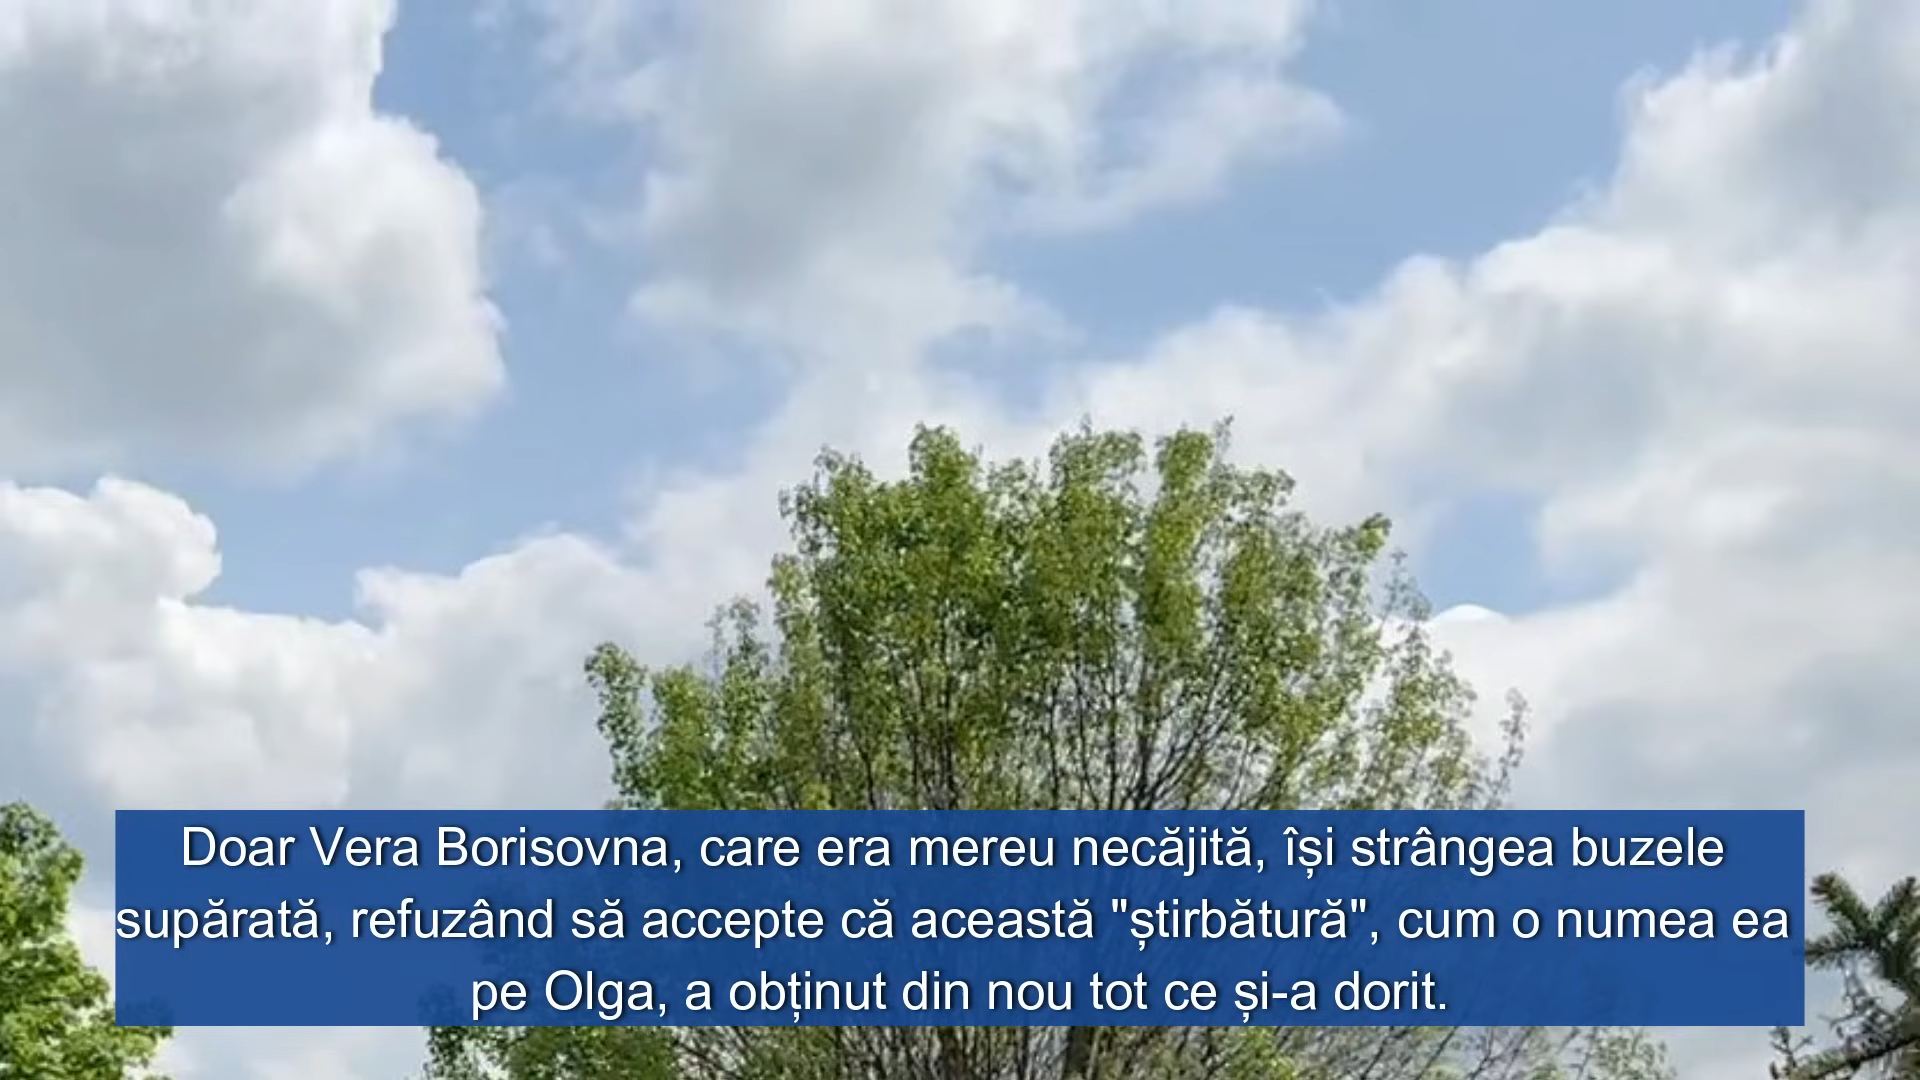 Doar Vera Borisovna, care era mereu necăjită, își strângea buzele
supărată, refuzând să accepte că această "știrbătură", cum o numea ea
pe Olga, a obținut din nou tot ce și-a dorit.